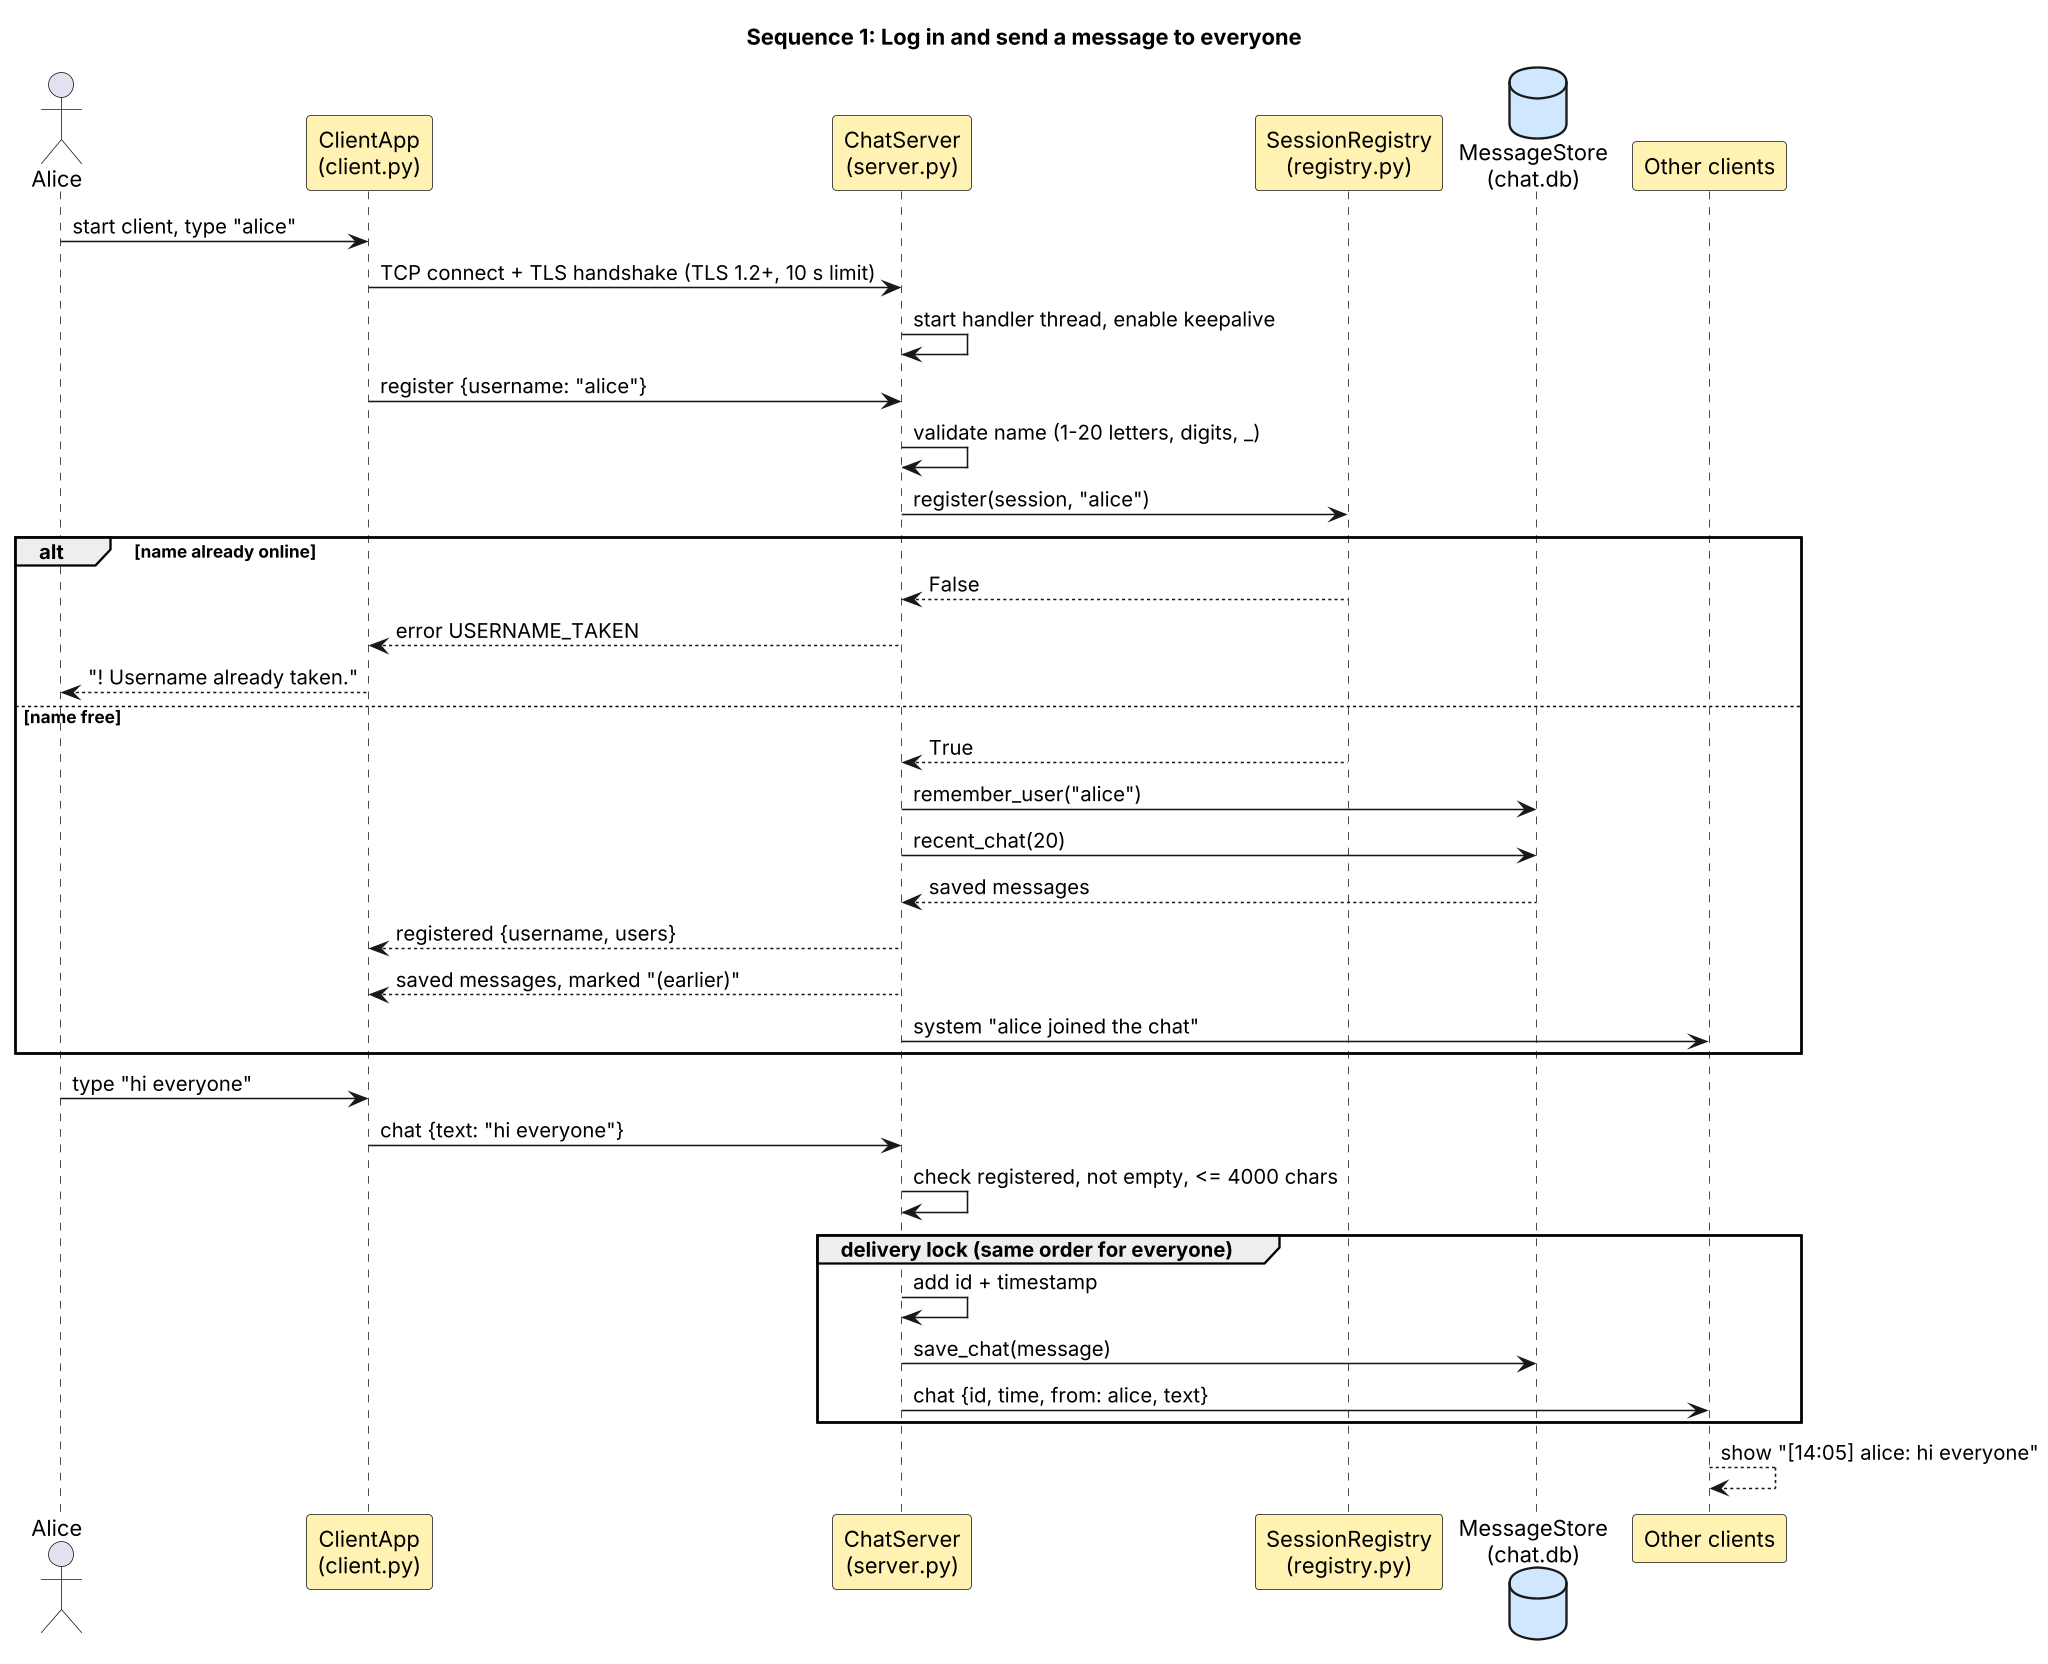 Sequence 1: Log in and send a message to everyone
Alice
ClientApp
(client.py)
ChatServer
(server.py)
SessionRegistry
(registry.py)
MessageStore
(chat.db)
Other clients
start client, type "alice"
TCP connect + TLS handshake (TLS 1.2+, 10 s limit)
start handler thread, enable keepalive
register {username: "alice"}
validate name (1-20 letters, digits, _)
register(session, "alice")
alt [name already online]
False
error USERNAME_TAKEN
"! Username already taken."
[name free]
True
remember_user("alice")
recent_chat(20)
saved messages
registered {username, users}
saved messages, marked "(earlier)"
system "alice joined the chat"
type "hi everyone"
chat {text: "hi everyone"}
check registered, not empty, <= 4000 chars
delivery lock (same order for everyone)
add id + timestamp
save_chat(message)
chat {id, time, from: alice, text}
show "[14:05] alice: hi everyone"
Alice
ClientApp
(client.py)
ChatServer
(server.py)
SessionRegistry
(registry.py)
MessageStore
(chat.db)
Other clients